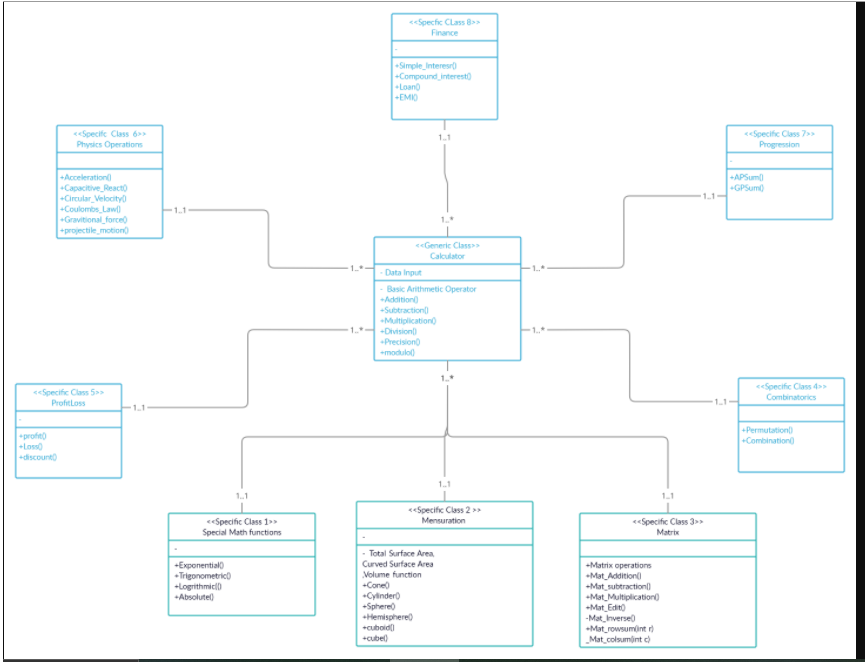 <<Specific CLass 8>>
Finance
-
+Simple_Interesr()
+Compound_interest()
+Loan()
+EMI()
1..1
1..*
<<Specifc Class 6>>
Physics Operations
+Acceleration()
+Capacitive_React()
+Circular_Velocity()
+Coulombs_Law()
+Gravitional_force()
+projectile_motion()
1..1
1..*
<<Specific Class 7>>
Progression
-
+APSum()
+GPSum()
1..1
1..*
<<Generic Class>>
Calculator
- Data Input
- Basic Arithmetic Operator
+Addition()
+Subtraction()
+Multiplication()
+Division()
+Precision()
+modulo()
1..*
1..*
1..*
<<Specific Class 5>>
ProfitLoss
-
+profit()
+Loss()
+discount()
1..1
<<Specific Class 4>>
Combinatorics
+Permutation()
+Combination()
1..1
1..1
1..1
1..1
<<Specific Class 1>>
Special Math functions
-
+Exponential()
+Trigonometric()
+Logrithmic()
+Absolute()
<<Specific Class 2 >>
Mensuration
-
- Total Surface Area,
Curved Surface Area
,Volume function
+Cone()
+Cylinder()
+Sphere()
+Hemisphere()
+cuboid()
+cube()
<<Specific Class 3>>
Matrix
+Matrix operations
+Mat_Addition()
+Mat_subtraction()
+Mat_Multiplication()
+Mat_Edit()
-Mat_Inverse()
+Mat_rowsum(int r)
_Mat_colsum(int c)